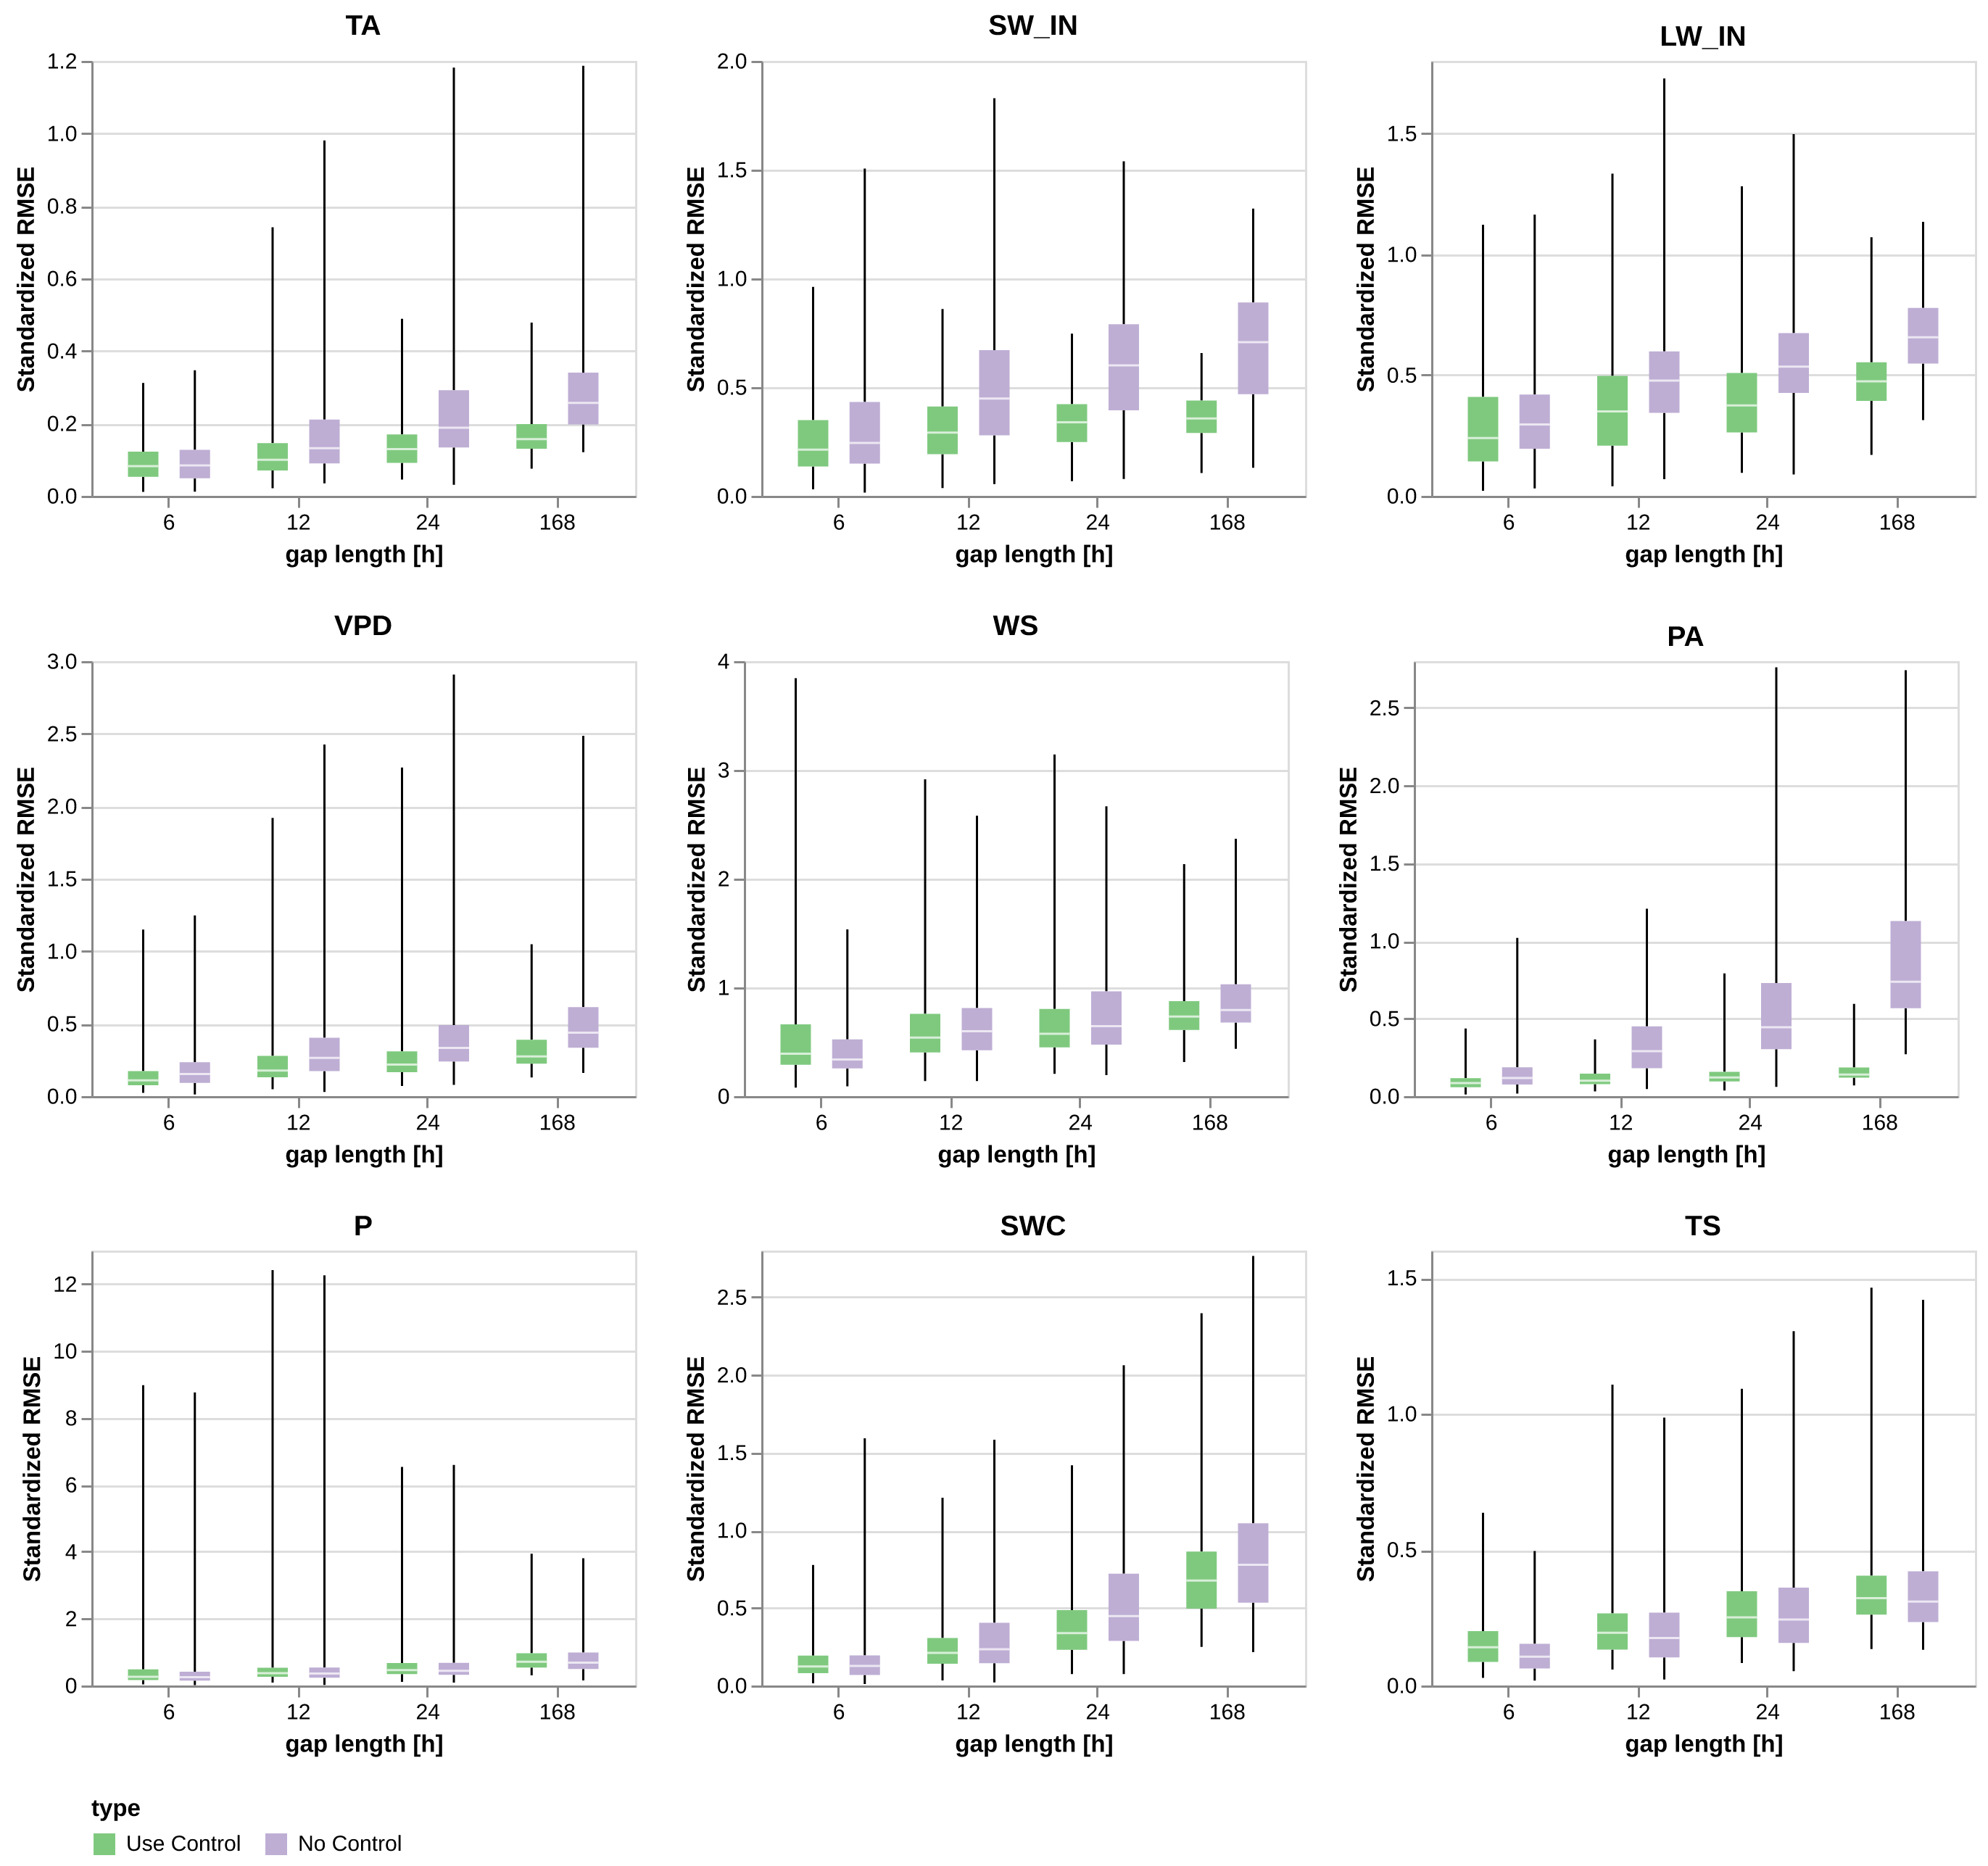 TA
SW_IN
LW_IN
Standardized RMSE
1.2
1.0
0.8
0.6
0.4
0.2
0.0
6 12 24 168
gap length [h]
Standardized RMSE
2.0
1.5
1.0
0.5
0.0
6 12 24 168
gap length [h]
Standardized RMSE
1.5
1.0
0.5
0.0
6 12 24 168
gap length [h]
VPD
WS
PA
Standardized RMSE
3.0
2.5
2.0
1.5
1.0
0.5
0.0
6 12 24 168
gap length [h]
Standardized RMSE
4
3
2
1
0
6 12 24 168
gap length [h]
Standardized RMSE
2.5
2.0
1.5
1.0
0.5
0.0
6 12 24 168
gap length [h]
P
SWC
TS
Standardized RMSE
12
10
8
6
4
2
0
6 12 24 168
gap length [h]
Standardized RMSE
2.5
2.0
1.5
1.0
0.5
0.0
6 12 24 168
gap length [h]
Standardized RMSE
1.5
1.0
0.5
0.0
6 12 24 168
gap length [h]
type
Use Control No Control